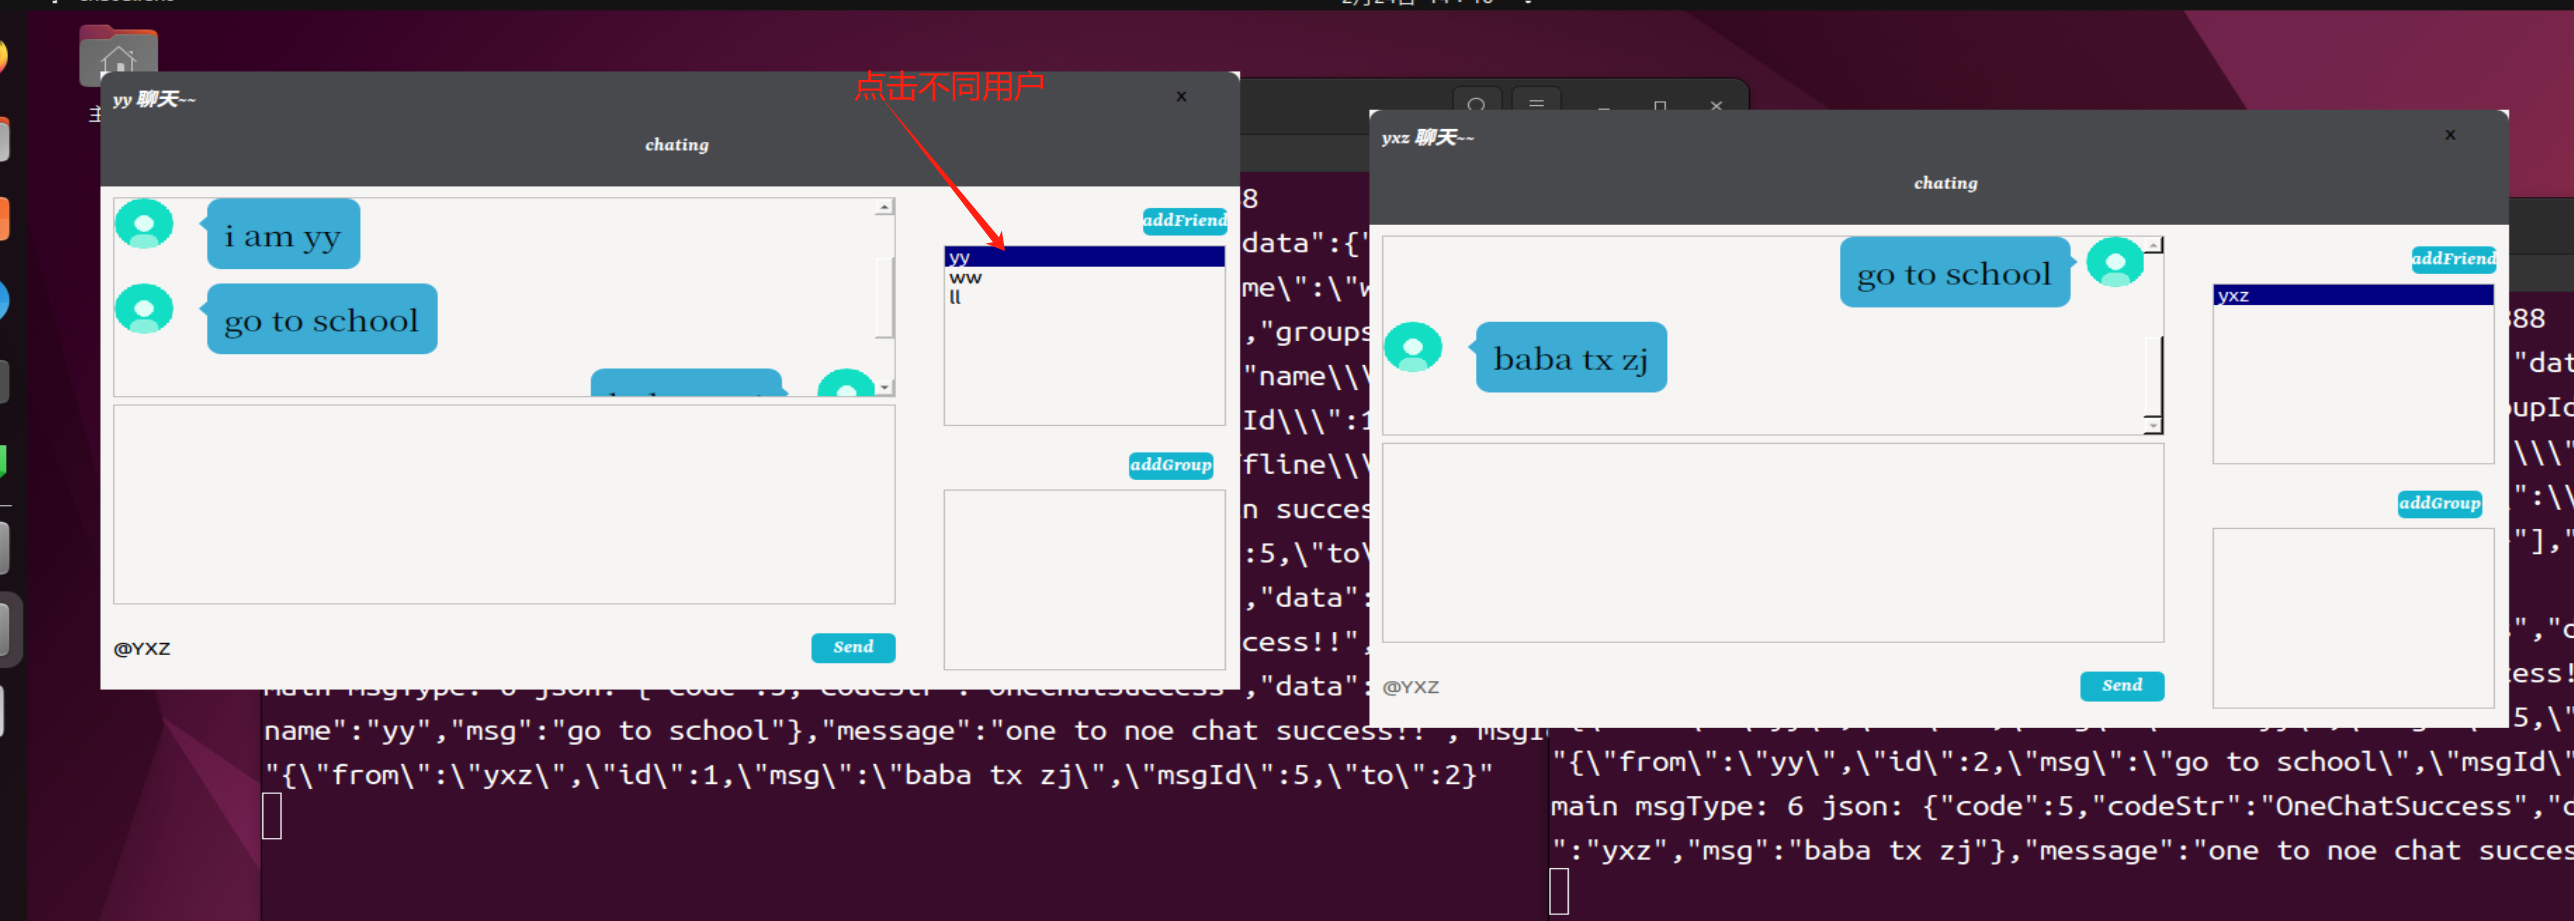 点击不同用户
yy 聊天~~
x
chating
i am yy
go to school
addFriend
yy
ww
ll
addGroup
@YXZ
Send
yxz 聊天~~
x
chating
go to school
baba tx zj
addFriend
yxz
addGroup
@YXZ
Send
8
data":{"
me\":\"w
,"groups
"name\\\
Id\\\":1
fline\\\
n succes
:5,\"to\
,"data":
cess!!",
,"data":
name":"yy","msg":"go to school"},"message":"one to noe chat success!!","msgI
"{\"from\":\"yxz\",\"id\":1,\"msg\":\"baba tx zj\",\"msgId\":5,\"to\":2}"
888
"dat
upId
\\\"
":\\
"],"
","c
ess!
5,\"
"{\"from\":\"yy\",\"id\":2,\"msg\":\"go to school\",\"msgId\"
main msgType: 6 json: {"code":5,"codeStr":"OneChatSuccess","d
":"yxz","msg":"baba tx zj"},"message":"one to noe chat succes